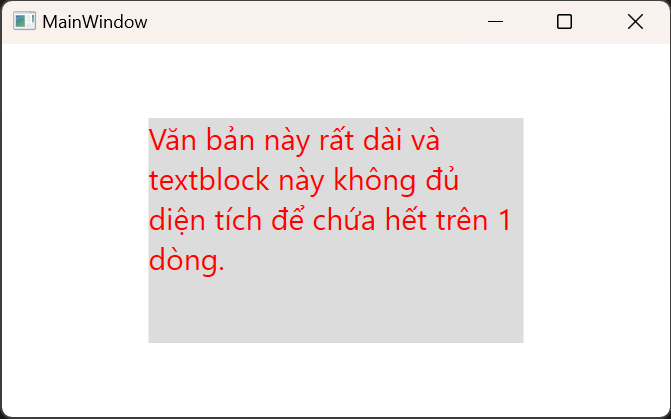 MainWindow
Văn bản này rất dài và
textblock này không đủ
diện tích để chứa hết trên 1
dòng.